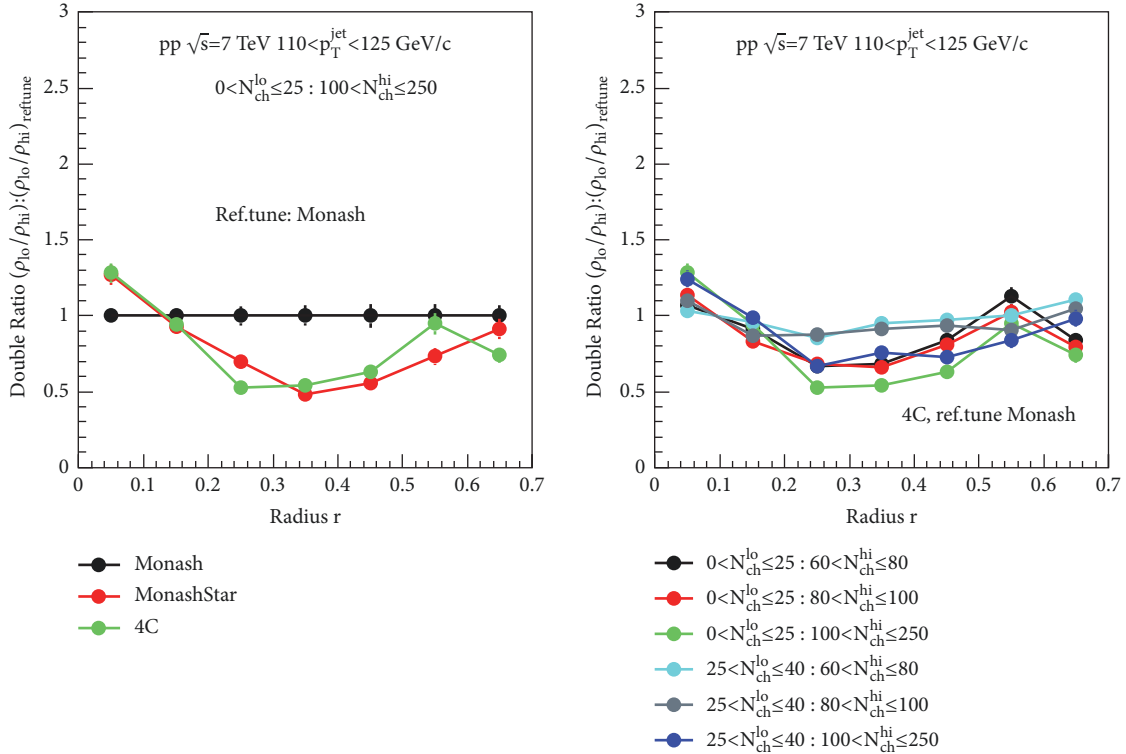 pp √s=7 TeV 110<p_T^jet<125 GeV/c
0<N_ch^lo≤25 : 100<N_ch^hi≤250
Ref.tune: Monash
Double Ratio (ρ_lo/ρ_hi):(ρ_lo/ρ_hi)_reftune
3
2.5
2
1.5
1
0.5
0
0 0.1 0.2 0.3 0.4 0.5 0.6 0.7
Radius r
Monash
MonashStar
4C
pp √s=7 TeV 110<p_T^jet<125 GeV/c
4C, ref.tune Monash
Double Ratio (ρ_lo/ρ_hi):(ρ_lo/ρ_hi)_reftune
3
2.5
2
1.5
1
0.5
0
0 0.1 0.2 0.3 0.4 0.5 0.6 0.7
Radius r
0<N_ch^lo≤25 : 60<N_ch^hi≤80
0<N_ch^lo≤25 : 80<N_ch^hi≤100
0<N_ch^lo≤25 : 100<N_ch^hi≤250
25<N_ch^lo≤40 : 60<N_ch^hi≤80
25<N_ch^lo≤40 : 80<N_ch^hi≤100
25<N_ch^lo≤40 : 100<N_ch^hi≤250